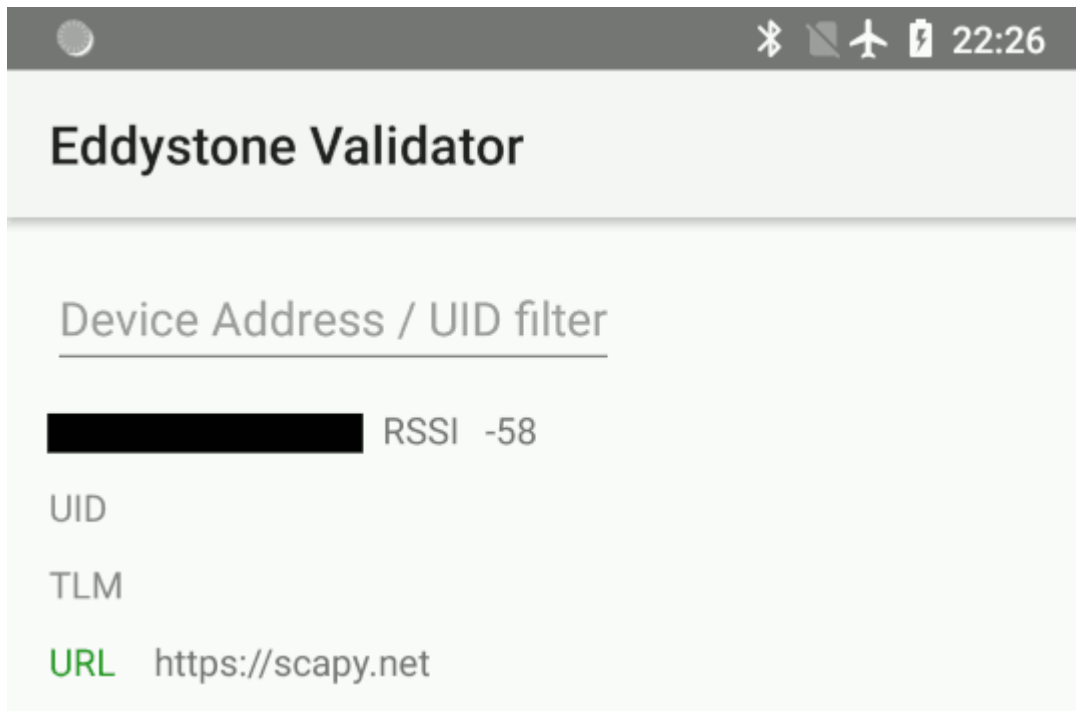 22:26
Eddystone Validator
Device Address / UID filter
RSSI -58
UID
TLM
URL https://scapy.net